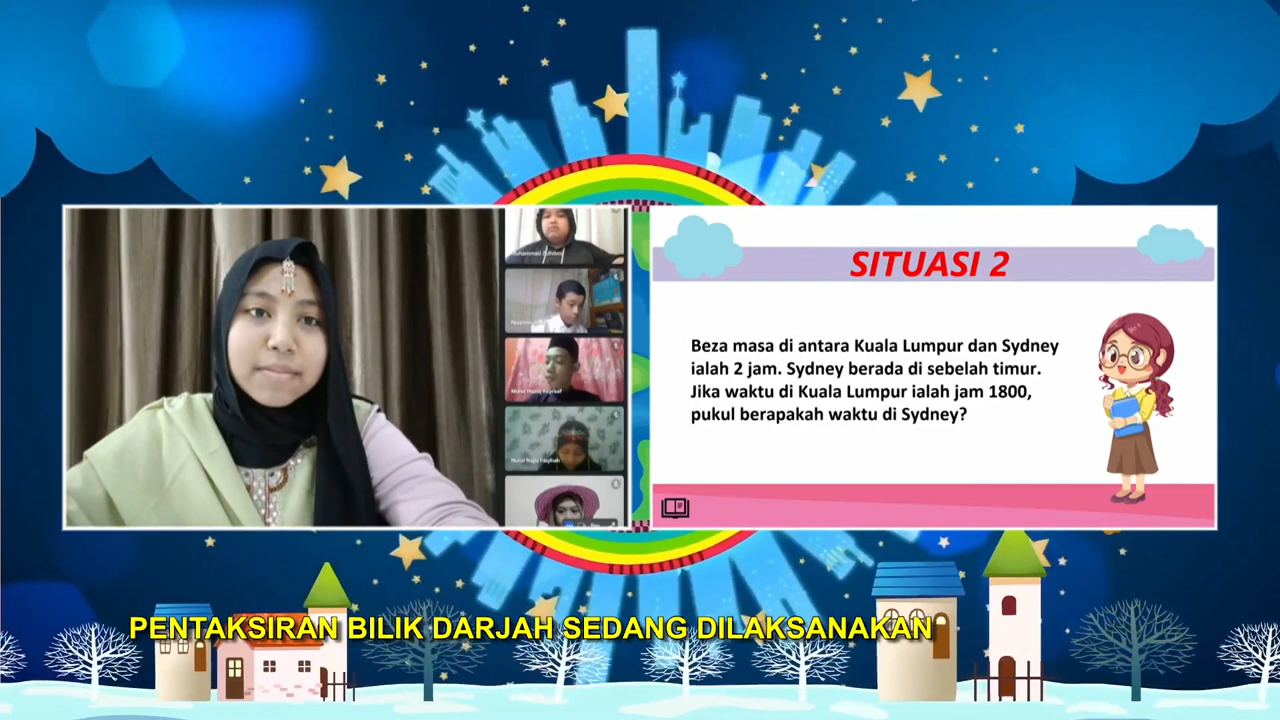 SITUASI 2
Beza masa di antara Kuala Lumpur dan Sydney
ialah 2 jam. Sydney berada di sebelah timur.
Jika waktu di Kuala Lumpur ialah jam 1800,
pukul berapakah waktu di Sydney?
PENTAKSIRAN BILIK DARJAH SEDANG DILAKSANAKAN